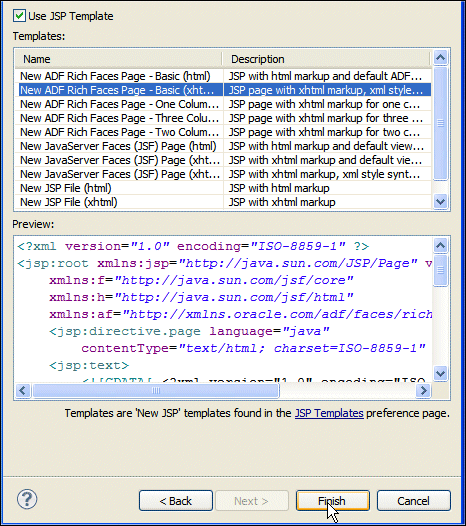 Use JSP Template
Templates:
Name Description
New ADF Rich Faces Page - Basic (html) JSP with html markup and default ADF...
New ADF Rich Faces Page - Basic (xht... JSP page with xhtml markup, xml style...
New ADF Rich Faces Page - One Colum... JSP page with xhtml markup for one c...
New ADF Rich Faces Page - Three Colu... JSP page with xhtml markup for three ...
New ADF Rich Faces Page - Two Colum... JSP page with xhtml markup for two c...
New JavaServer Faces (JSF) Page (html) JSP with html markup and default view...
New JavaServer Faces (JSF) Page (xht... JSP with xhtml markup and default vie...
New JavaServer Faces (JSF) Page (xht... JSP with xhtml markup, xml style synt...
New JSP File (html) JSP with html markup
New JSP File (xhtml) JSP with xhtml markup
Preview:
<?xml version="1.0" encoding="ISO-8859-1" ?>
<jsp:root xmlns:jsp="http://java.sun.com/JSP/Page" v
xmlns:f="http://java.sun.com/jsf/core"
xmlns:h="http://java.sun.com/jsf/html"
xmlns:af="http://xmlns.oracle.com/adf/faces/rich
<jsp:directive.page language="java"
contentType="text/html; charset=ISO-8859-1"
<jsp:text>
<![CDATA[ <?xml version="1.0" encoding="ISO
Templates are 'New JSP' templates found in the JSP Templates preference page.
?
< Back Next > Finish Cancel